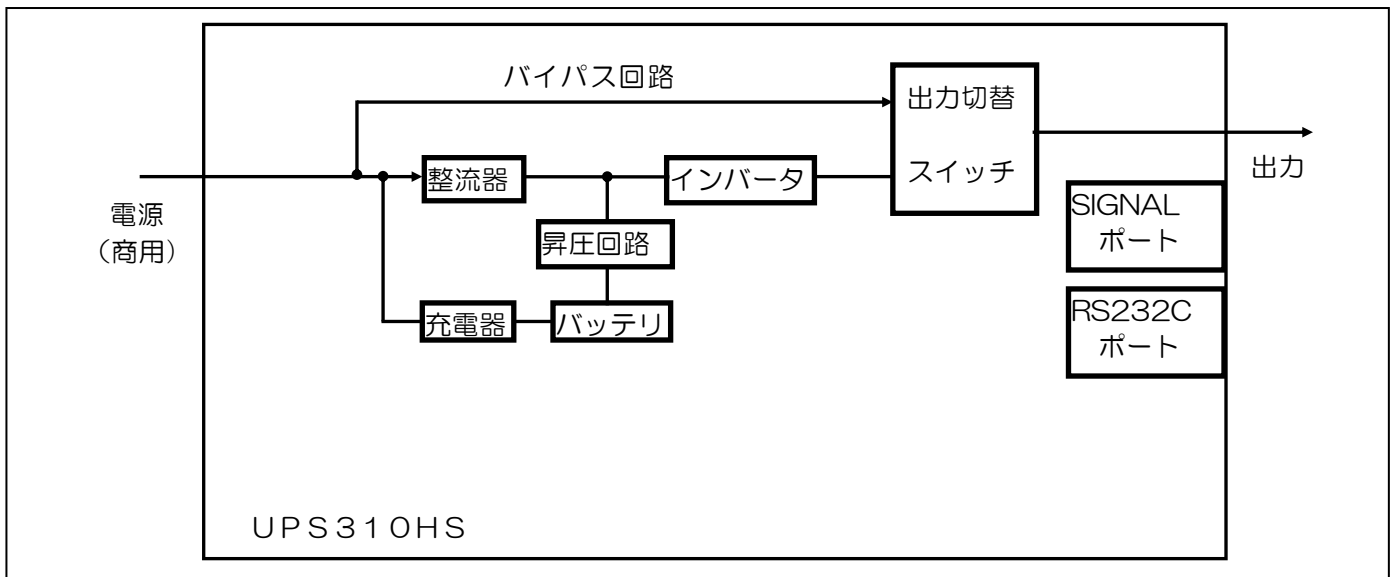 バイパス回路
出力切替
スイッチ
電源
（商用）
整流器
インバータ
昇圧回路
充電器
バッテリ
出力
SIGNAL
ポート
RS232C
ポート
ＵＰＳ３１０ＨＳ